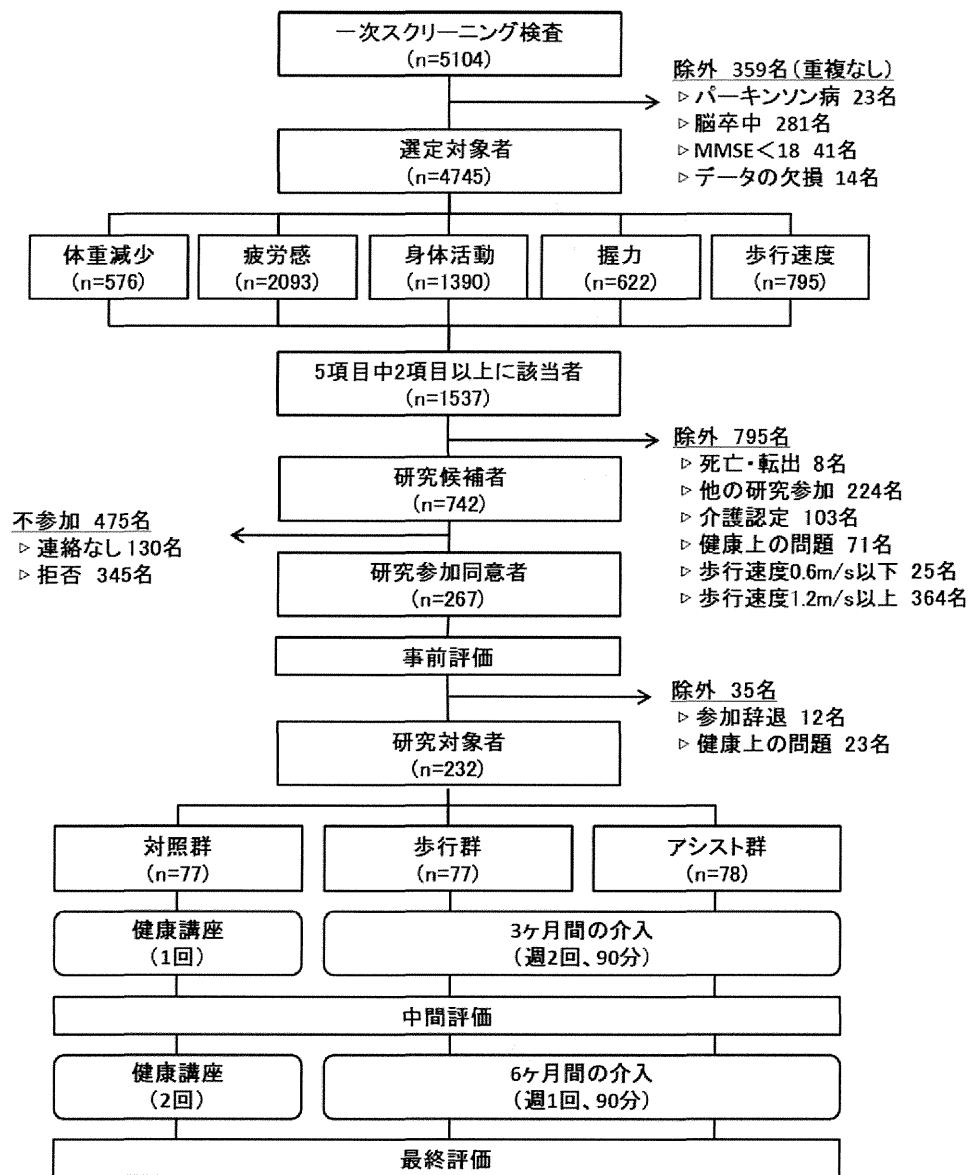 一次スクリーニング検査
(n=5104)
除外 359名(重複なし)
▷パーキンソン病 23名
▷脳卒中 281名
▷MMSE<18 41名
▷データの欠損 14名
選定対象者
(n=4745)
体重減少
(n=576)
疲労感
(n=2093)
身体活動
(n=1390)
握力
(n=622)
歩行速度
(n=795)
5項目中2項目以上に該当者
(n=1537)
除外 795名
▷死亡・転出 8名
▷他の研究参加 224名
▷介護認定 103名
▷健康上の問題 71名
▷歩行速度0.6m/s以下 25名
▷歩行速度1.2m/s以上 364名
研究候補者
(n=742)
不参加 475名
▷連絡なし130名
▷拒否 345名
研究参加同意者
(n=267)
事前評価
除外 35名
▷参加辞退 12名
▷健康上の問題 23名
研究対象者
(n=232)
対照群
(n=77)
歩行群
(n=77)
アシスト群
(n=78)
健康講座
(1回)
3ヶ月間の介入
(週2回、90分)
中間評価
健康講座
(2回)
6ヶ月間の介入
(週1回、90分)
最終評価